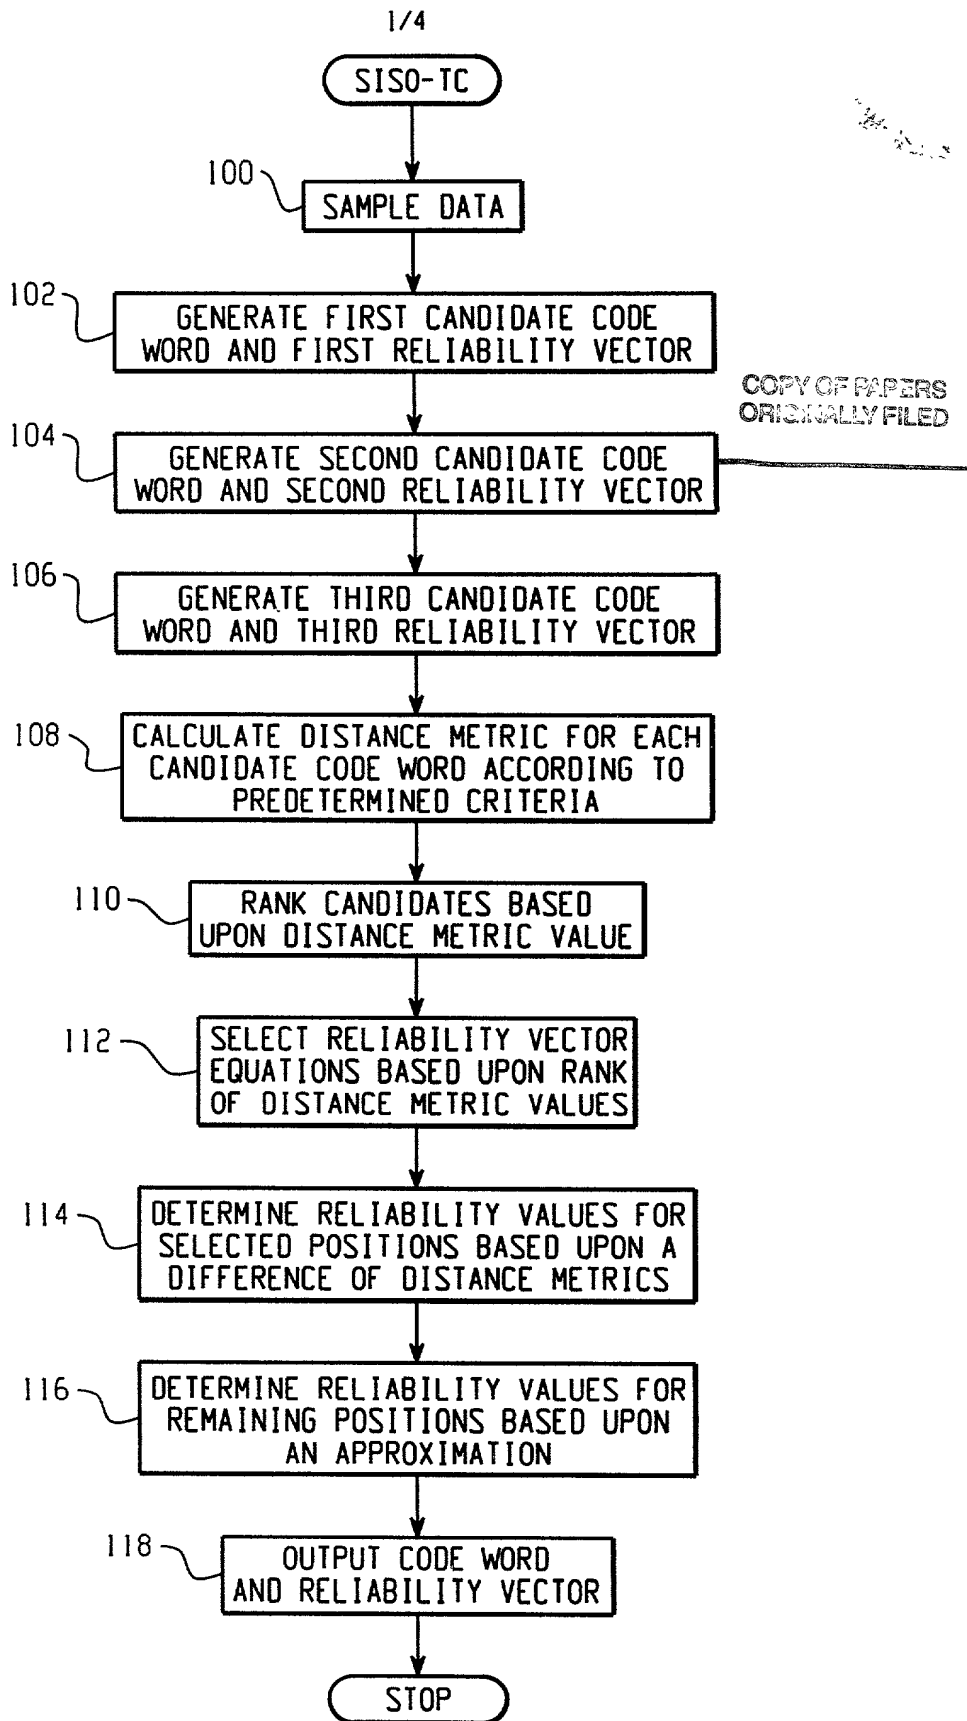 1/4
SISO-TC
100
SAMPLE DATA
102
GENERATE FIRST CANDIDATE CODE
WORD AND FIRST RELIABILITY VECTOR
COPY OF PAPERS
ORIGINALLY FILED
104
GENERATE SECOND CANDIDATE CODE
WORD AND SECOND RELIABILITY VECTOR
106
GENERATE THIRD CANDIDATE CODE
WORD AND THIRD RELIABILITY VECTOR
108
CALCULATE DISTANCE METRIC FOR EACH
CANDIDATE CODE WORD ACCORDING TO
PREDETERMINED CRITERIA
110
RANK CANDIDATES BASED
UPON DISTANCE METRIC VALUE
112
SELECT RELIABILITY VECTOR
EQUATIONS BASED UPON RANK
OF DISTANCE METRIC VALUES
114
DETERMINE RELIABILITY VALUES FOR
SELECTED POSITIONS BASED UPON A
DIFFERENCE OF DISTANCE METRICS
116
DETERMINE RELIABILITY VALUES FOR
REMAINING POSITIONS BASED UPON
AN APPROXIMATION
118
OUTPUT CODE WORD
AND RELIABILITY VECTOR
STOP